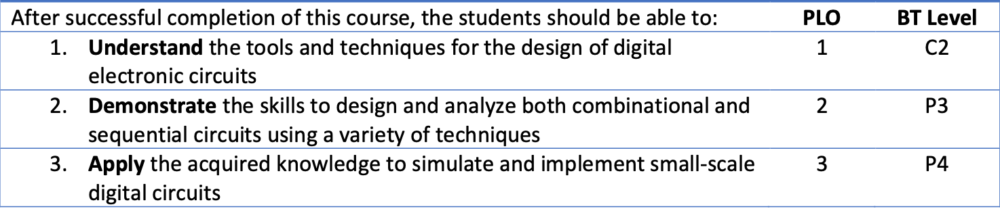 After successful completion of this course, the students should be able to: PLO BT Level
1. Understand the tools and techniques for the design of digital 1 C2
electronic circuits
2. Demonstrate the skills to design and analyze both combinational and 2 P3
sequential circuits using a variety of techniques
3. Apply the acquired knowledge to simulate and implement small-scale 3 P4
digital circuits